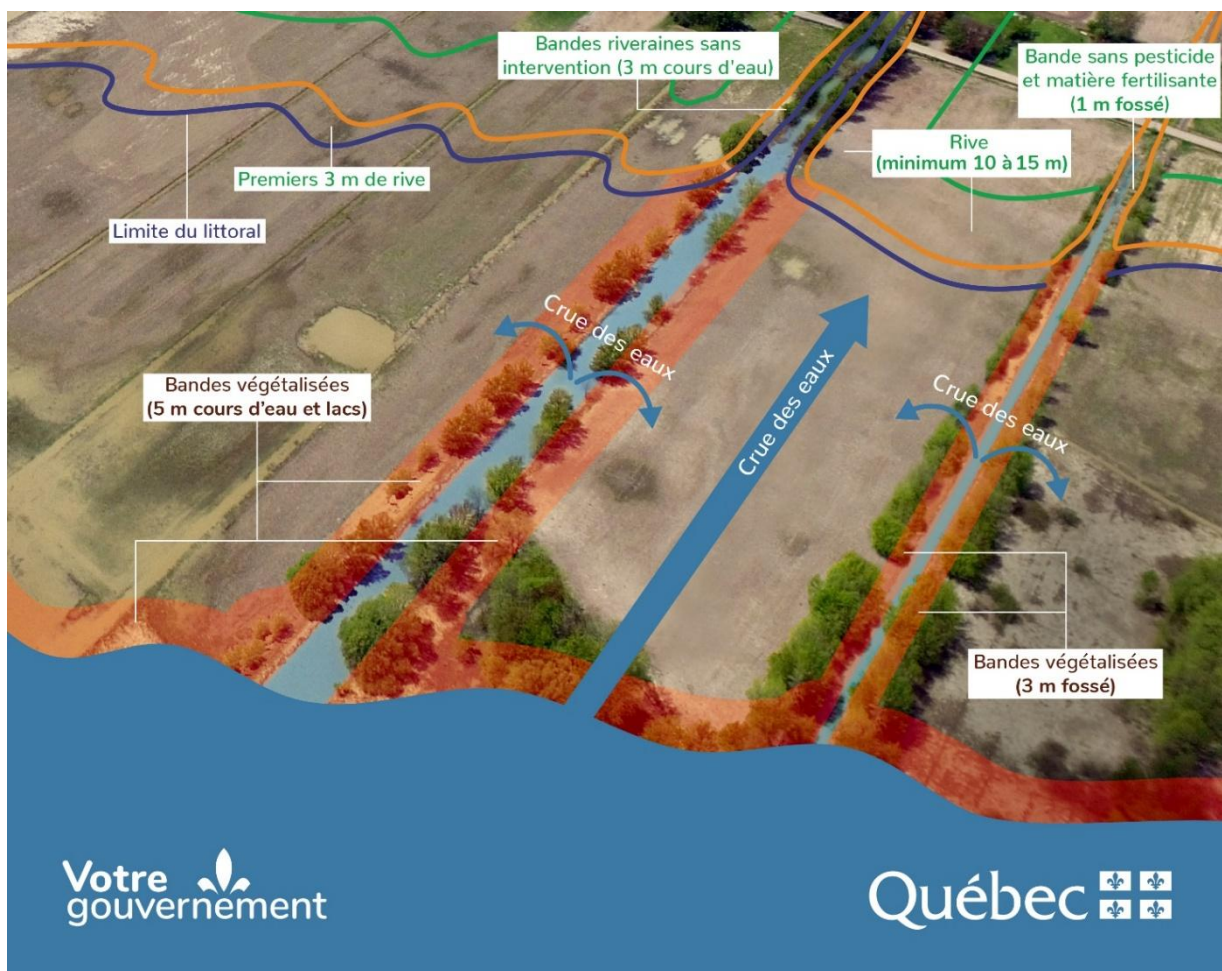 Bandes riveraines sans
intervention (3 m cours d'eau)
Bande sans pesticide
et matière fertilisante
(1 m fossé)
Rive
(minimum 10 à 15 m)
Premiers 3 m de rive
Limite du littoral
Crue des eaux
Crue des eaux
Crue des eaux
Bandes végétalisées
(5 m cours d'eau et lacs)
Bandes végétalisées
(3 m fossé)
Votre
gouvernement
Québec